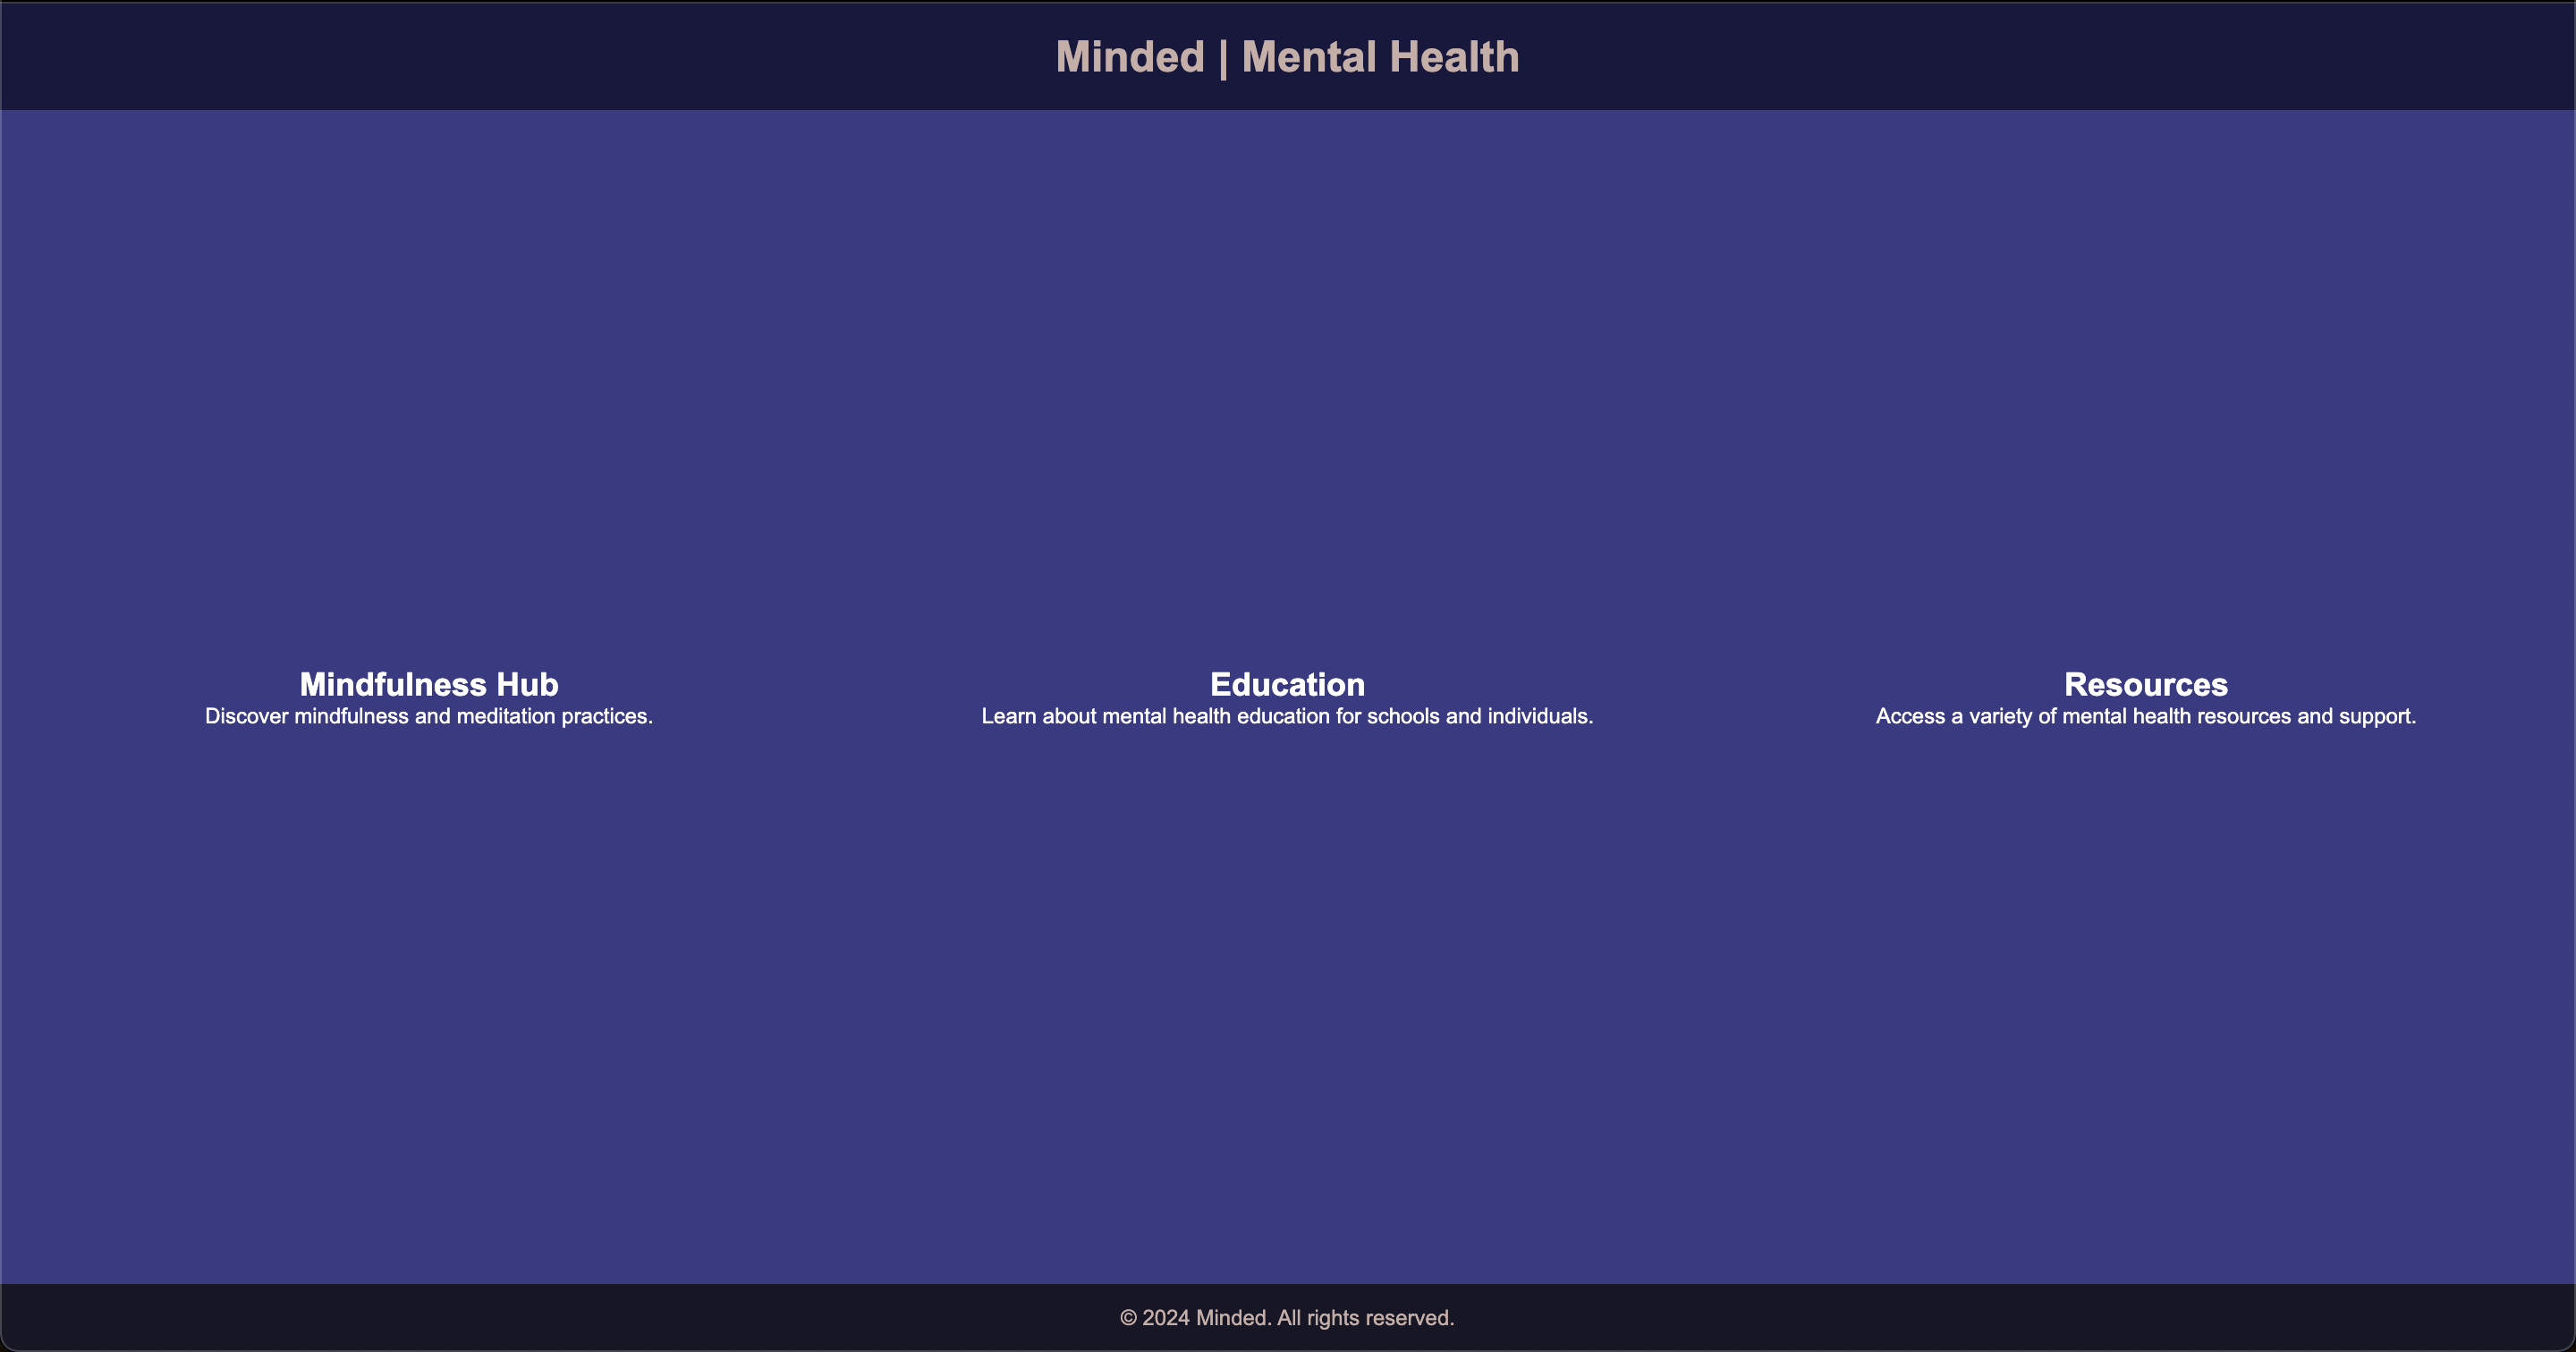 Minded | Mental Health
Mindfulness Hub
Discover mindfulness and meditation practices.
Education
Learn about mental health education for schools and individuals.
Resources
Access a variety of mental health resources and support.
© 2024 Minded. All rights reserved.